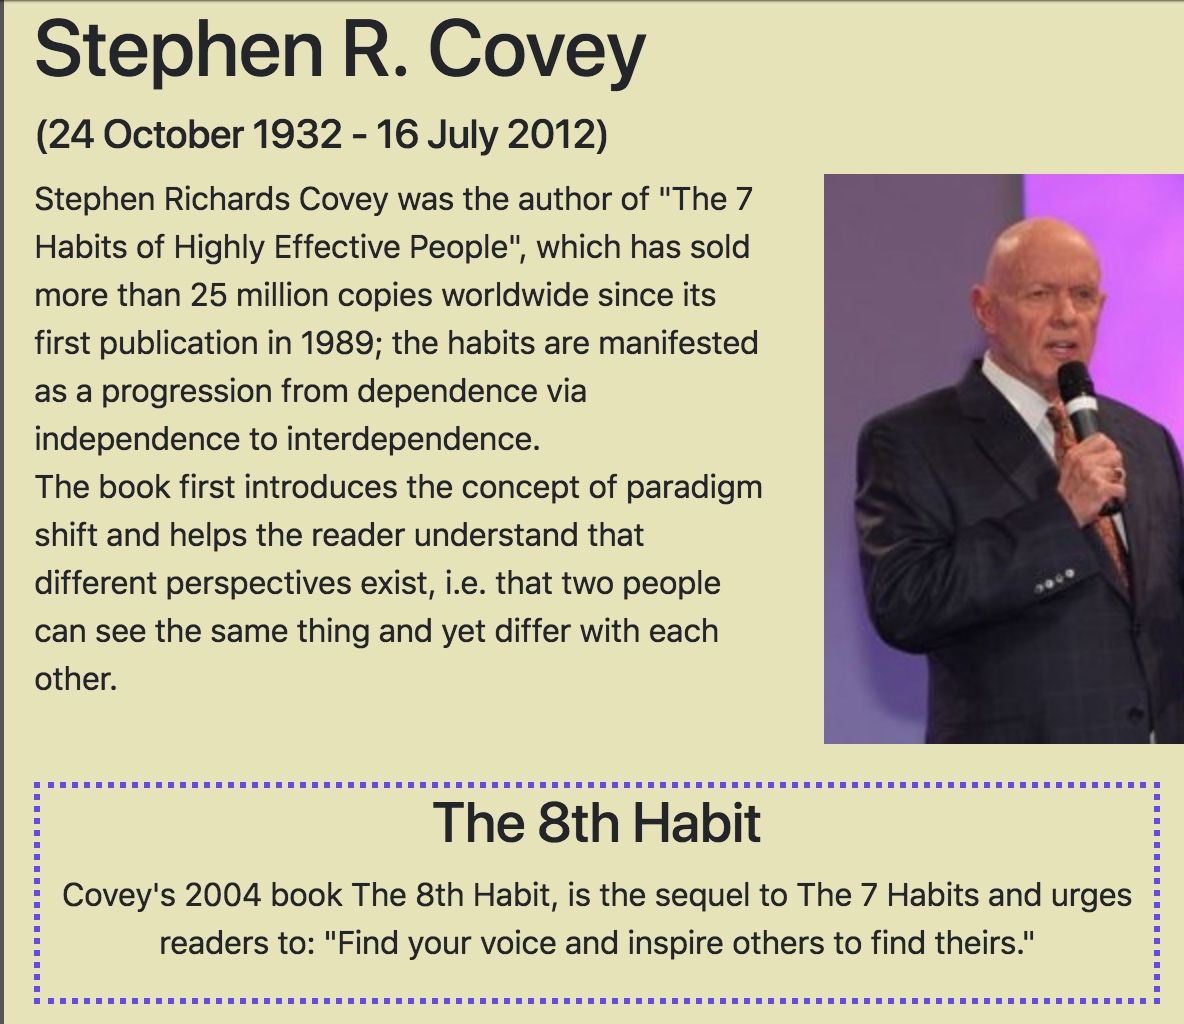 Stephen R. Covey
(24 October 1932 - 16 July 2012)
Stephen Richards Covey was the author of "The 7
Habits of Highly Effective People", which has sold
more than 25 million copies worldwide since its
first publication in 1989; the habits are manifested
as a progression from dependence via
independence to interdependence.
The book first introduces the concept of paradigm
shift and helps the reader understand that
different perspectives exist, i.e. that two people
can see the same thing and yet differ with each
other.
The 8th Habit
Covey's 2004 book The 8th Habit, is the sequel to The 7 Habits and urges
readers to: "Find your voice and inspire others to find theirs."